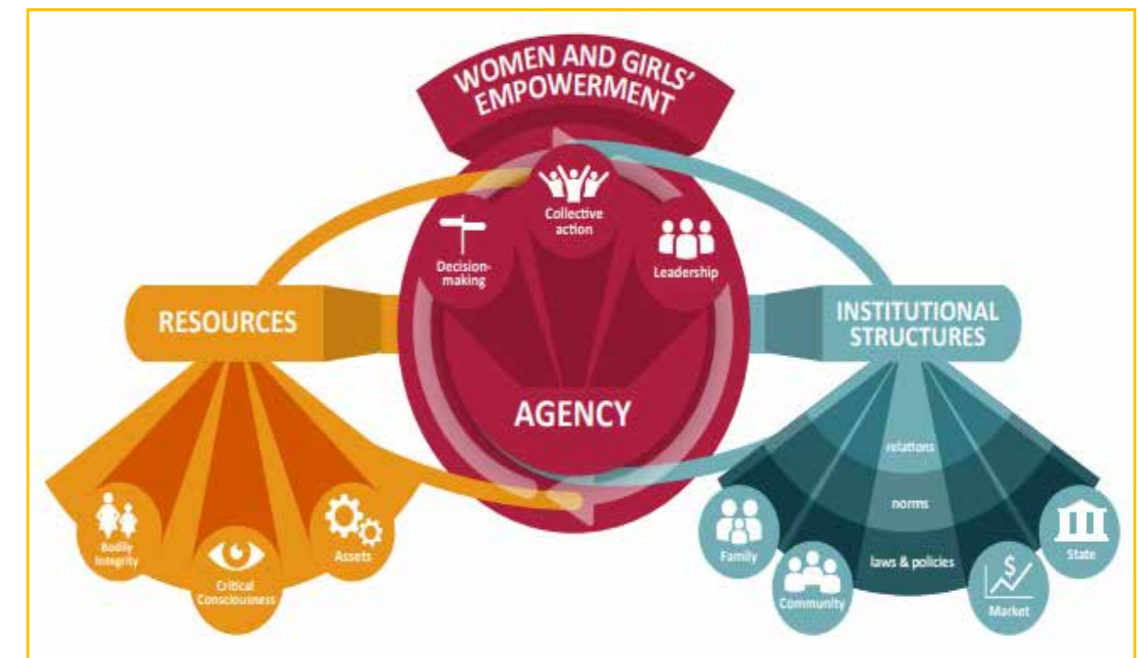 WOMEN AND GIRLS'
EMPOWERMENT
Collective
action
Decision-
making
Leadership
RESOURCES
INSTITUTIONAL
STRUCTURES
AGENCY
relations
norms
laws & policies
Bodily
Integrity
Critical
Consciousness
Assets
Family
Community
$
Market
State